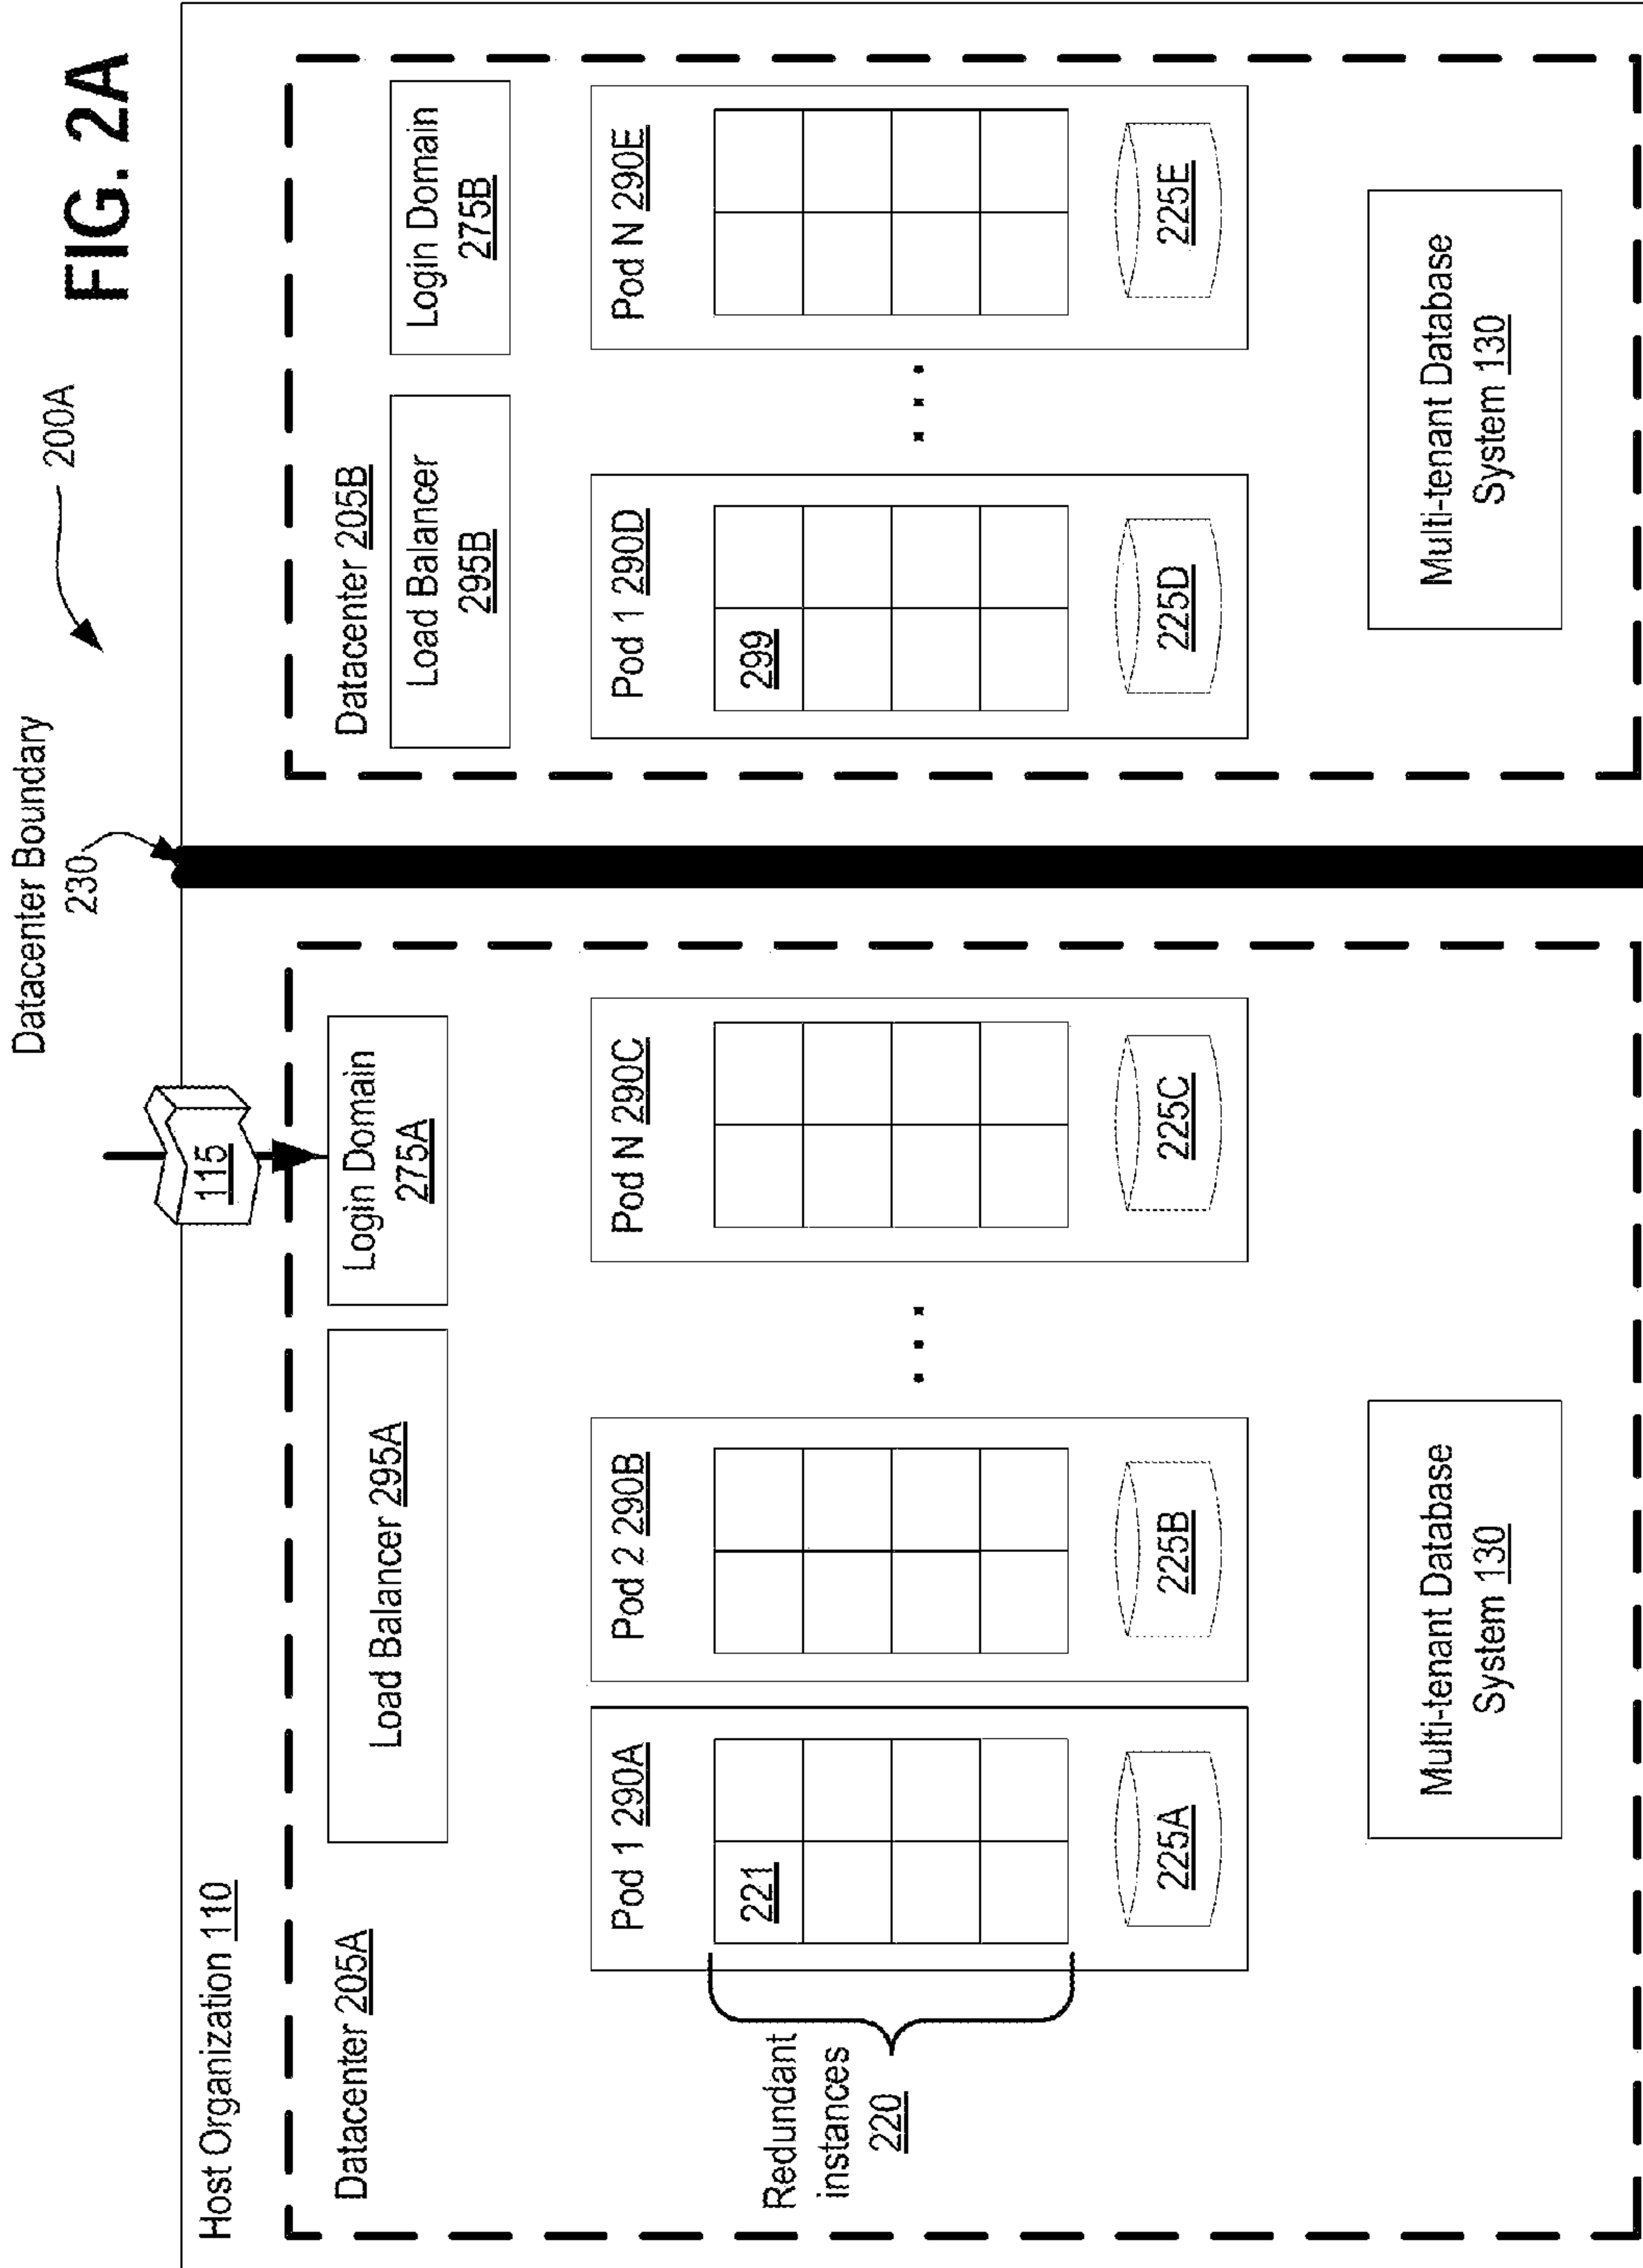 FIG. 2A
200A
Datacenter Boundary
230
115
Host Organization 110
Datacenter 205A
Load Balancer 295A
Login Domain
275A
Pod 1 290A
221
225A
Pod 2 290B
225B
. . .
Pod N 290C
225C
Redundant
instances
220
Multi-tenant Database
System 130
Datacenter 205B
Load Balancer
295B
Login Domain
275B
Pod 1 290D
299
225D
. . .
Pod N 290E
225E
Multi-tenant Database
System 130